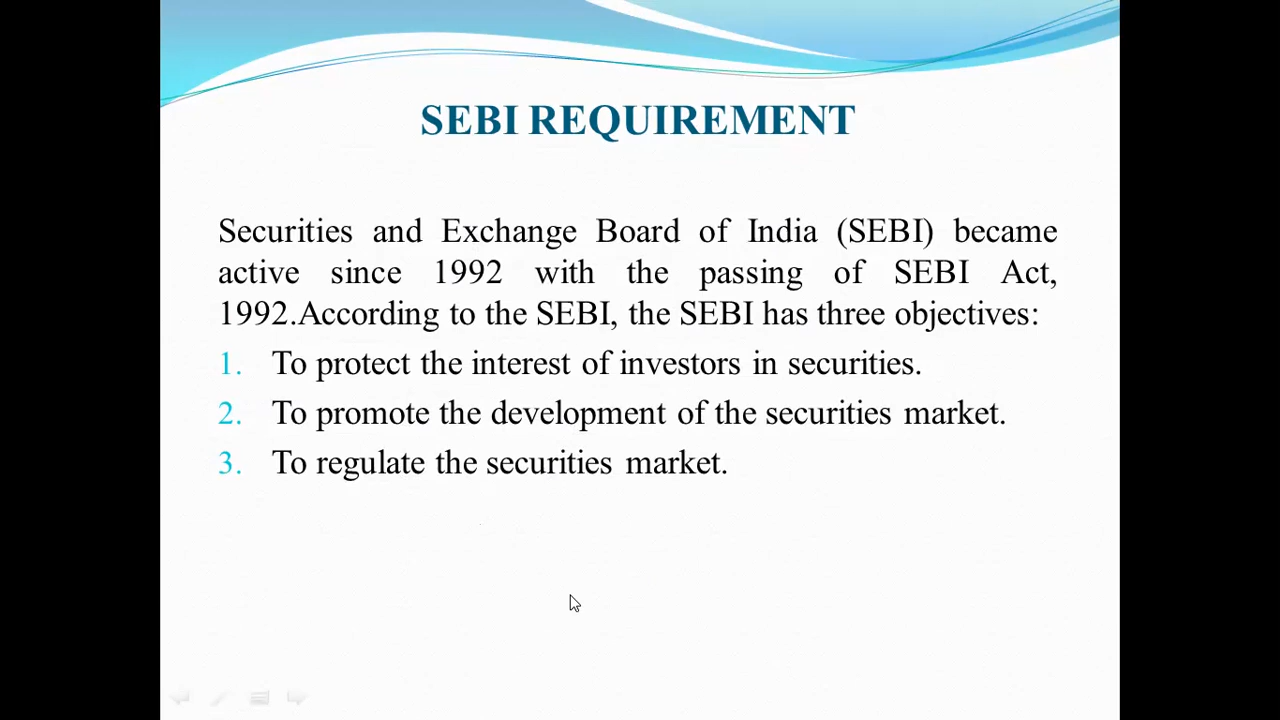 SEBI REQUIREMENT
Securities and Exchange Board of India (SEBI) became
active since 1992 with the passing of SEBI Act,
1992.According to the SEBI, the SEBI has three objectives:
1. To protect the interest of investors in securities.
2. To promote the development of the securities market.
3. To regulate the securities market.